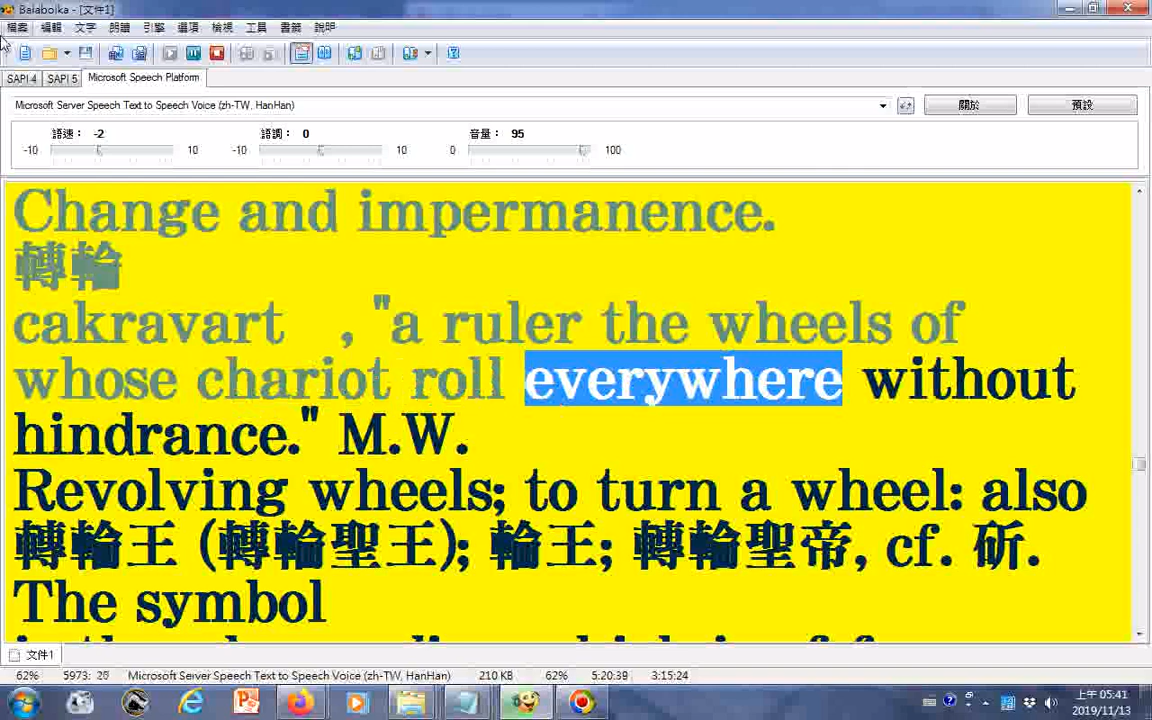 Balabolka - [文件1]
檔案 編輯 文字 朗讀 引擎 選項 檢視 工具 書籤 說明
SAPI 4 SAPI 5 Microsoft Speech Platform
Microsoft Server Speech Text to Speech Voice (zh-TW, HanHan) 關於 預設
語速： -2 語調： 0 音量： 95
-10 10 -10 10 0 100
Change and impermanence.
轉輪
cakravart , "a ruler the wheels of
whose chariot roll everywhere without
hindrance." M.W.
Revolving wheels; to turn a wheel: also
轉輪王 (轉輪聖王); 輪王; 轉輪聖帝, cf. 斫.
The symbol
文件1
62% 5973: 26 Microsoft Server Speech Text to Speech Voice (zh-TW, HanHan) 210 KB 62% 5:20:39 3:15:24
上午 05:41
2019/11/13